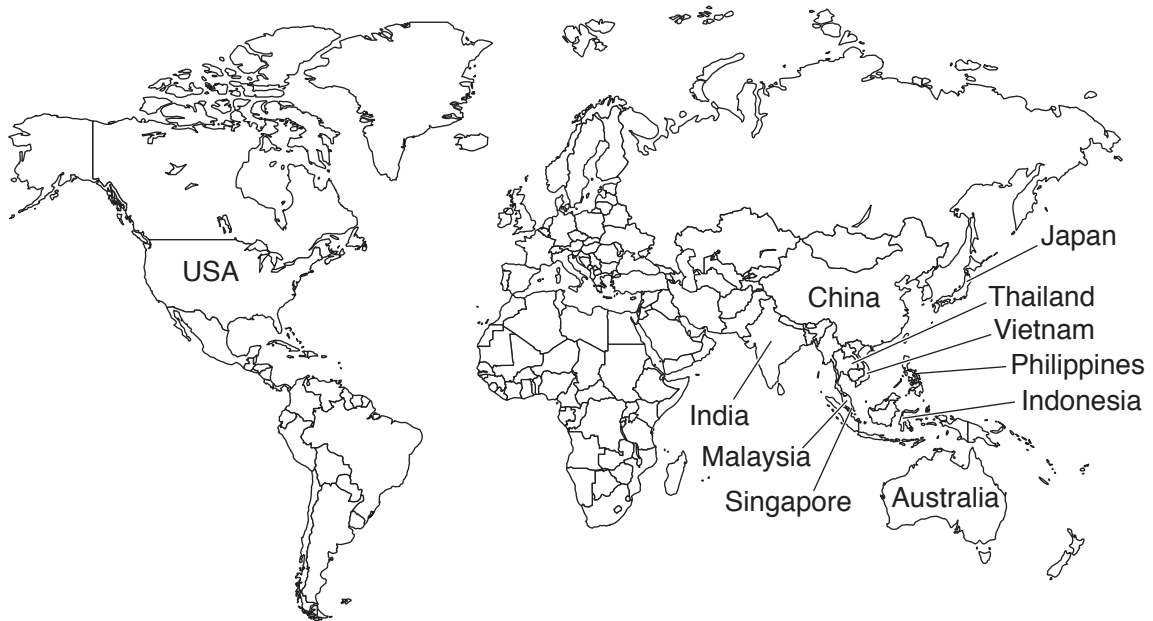 Japan
USA
China
Thailand
Vietnam
Philippines
Indonesia
India
Malaysia
Singapore
Australia